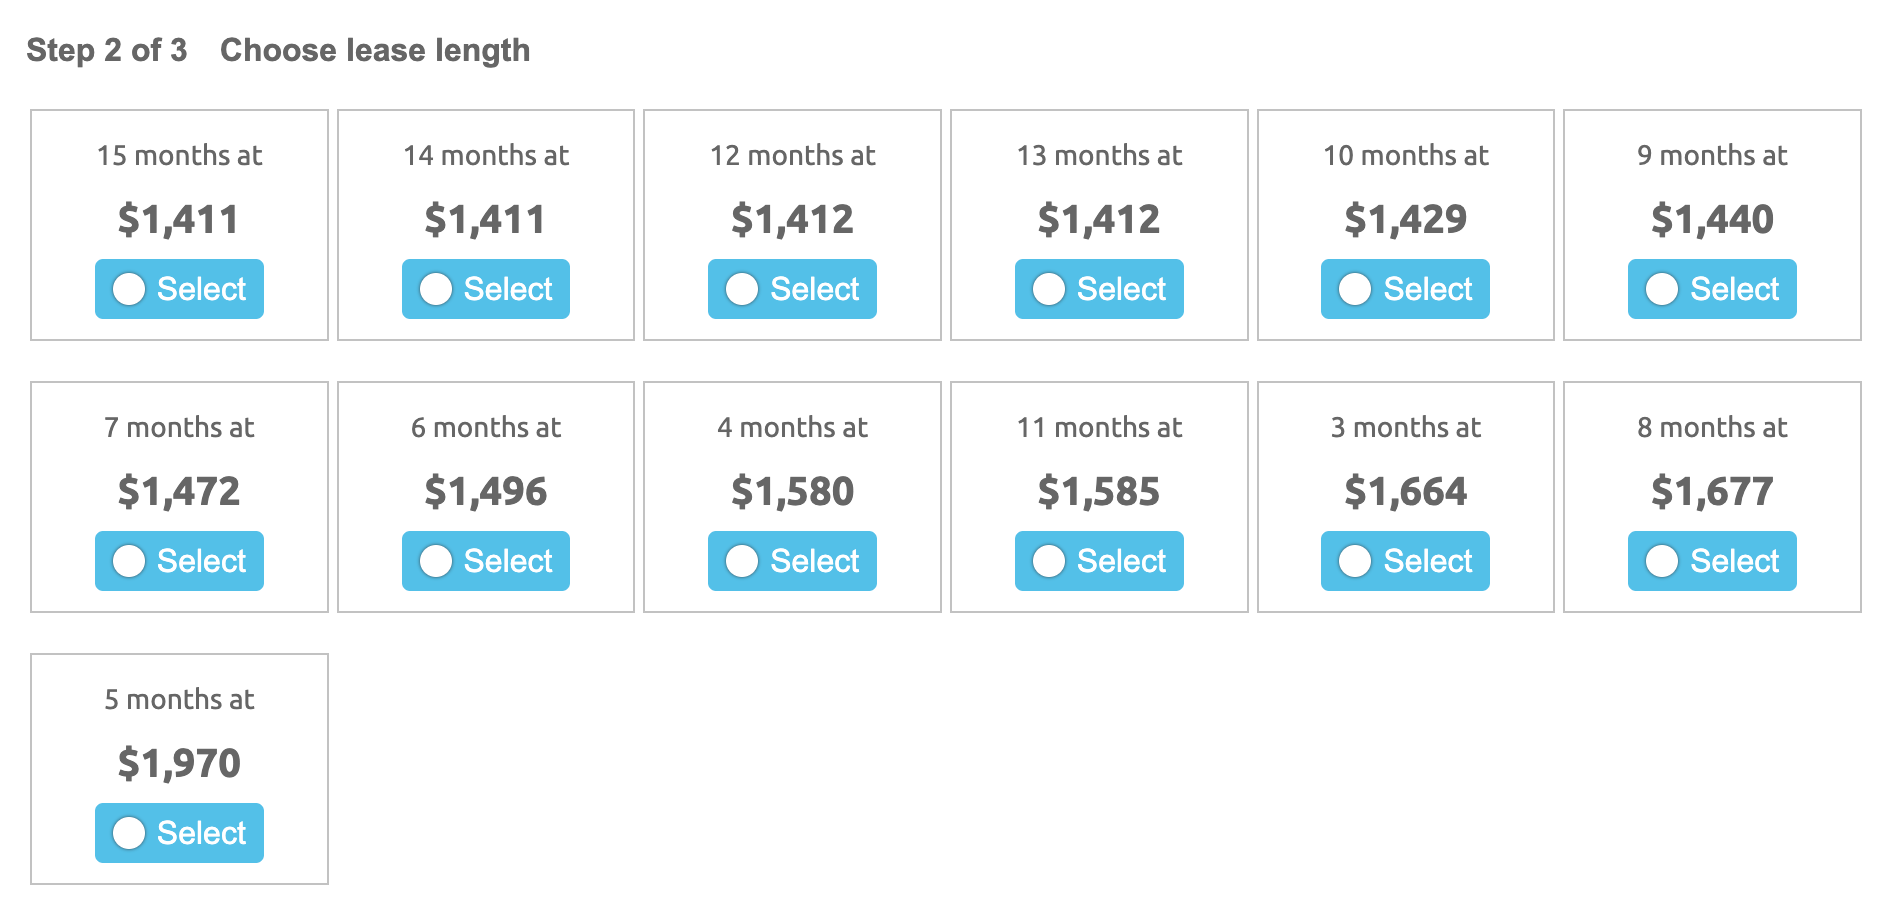 Step 2 of 3 Choose lease length
15 months at
$1,411
Select
14 months at
$1,411
Select
12 months at
$1,412
Select
13 months at
$1,412
Select
10 months at
$1,429
Select
9 months at
$1,440
Select
7 months at
$1,472
Select
6 months at
$1,496
Select
4 months at
$1,580
Select
11 months at
$1,585
Select
3 months at
$1,664
Select
8 months at
$1,677
Select
5 months at
$1,970
Select